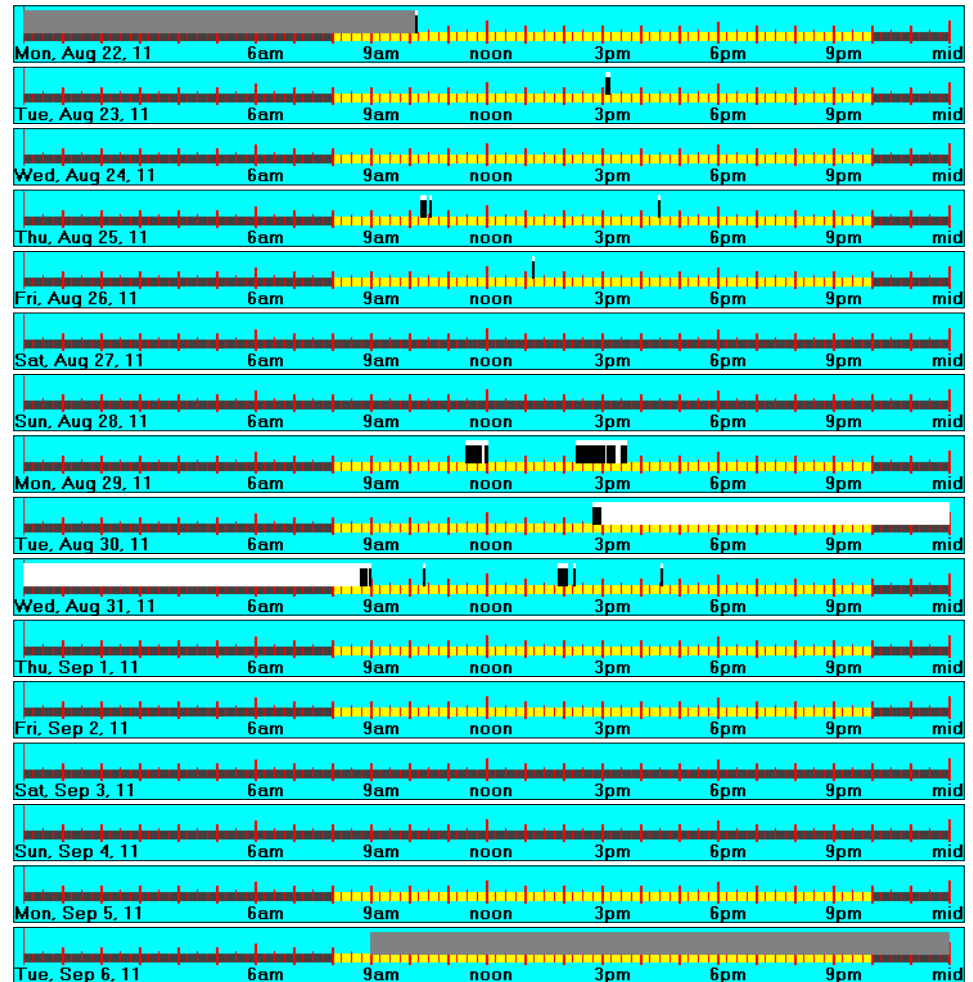 Mon, Aug 22, 11 6am 9am noon 3pm 6pm 9pm mid
Tue, Aug 23, 11 6am 9am noon 3pm 6pm 9pm mid
Wed, Aug 24, 11 6am 9am noon 3pm 6pm 9pm mid
Thu, Aug 25, 11 6am 9am noon 3pm 6pm 9pm mid
Fri, Aug 26, 11 6am 9am noon 3pm 6pm 9pm mid
Sat, Aug 27, 11 6am 9am noon 3pm 6pm 9pm mid
Sun, Aug 28, 11 6am 9am noon 3pm 6pm 9pm mid
Mon, Aug 29, 11 6am 9am noon 3pm 6pm 9pm mid
Tue, Aug 30, 11 6am 9am noon 3pm 6pm 9pm mid
Wed, Aug 31, 11 6am 9am noon 3pm 6pm 9pm mid
Thu, Sep 1, 11 6am 9am noon 3pm 6pm 9pm mid
Fri, Sep 2, 11 6am 9am noon 3pm 6pm 9pm mid
Sat, Sep 3, 11 6am 9am noon 3pm 6pm 9pm mid
Sun, Sep 4, 11 6am 9am noon 3pm 6pm 9pm mid
Mon, Sep 5, 11 6am 9am noon 3pm 6pm 9pm mid
Tue, Sep 6, 11 6am 9am noon 3pm 6pm 9pm mid